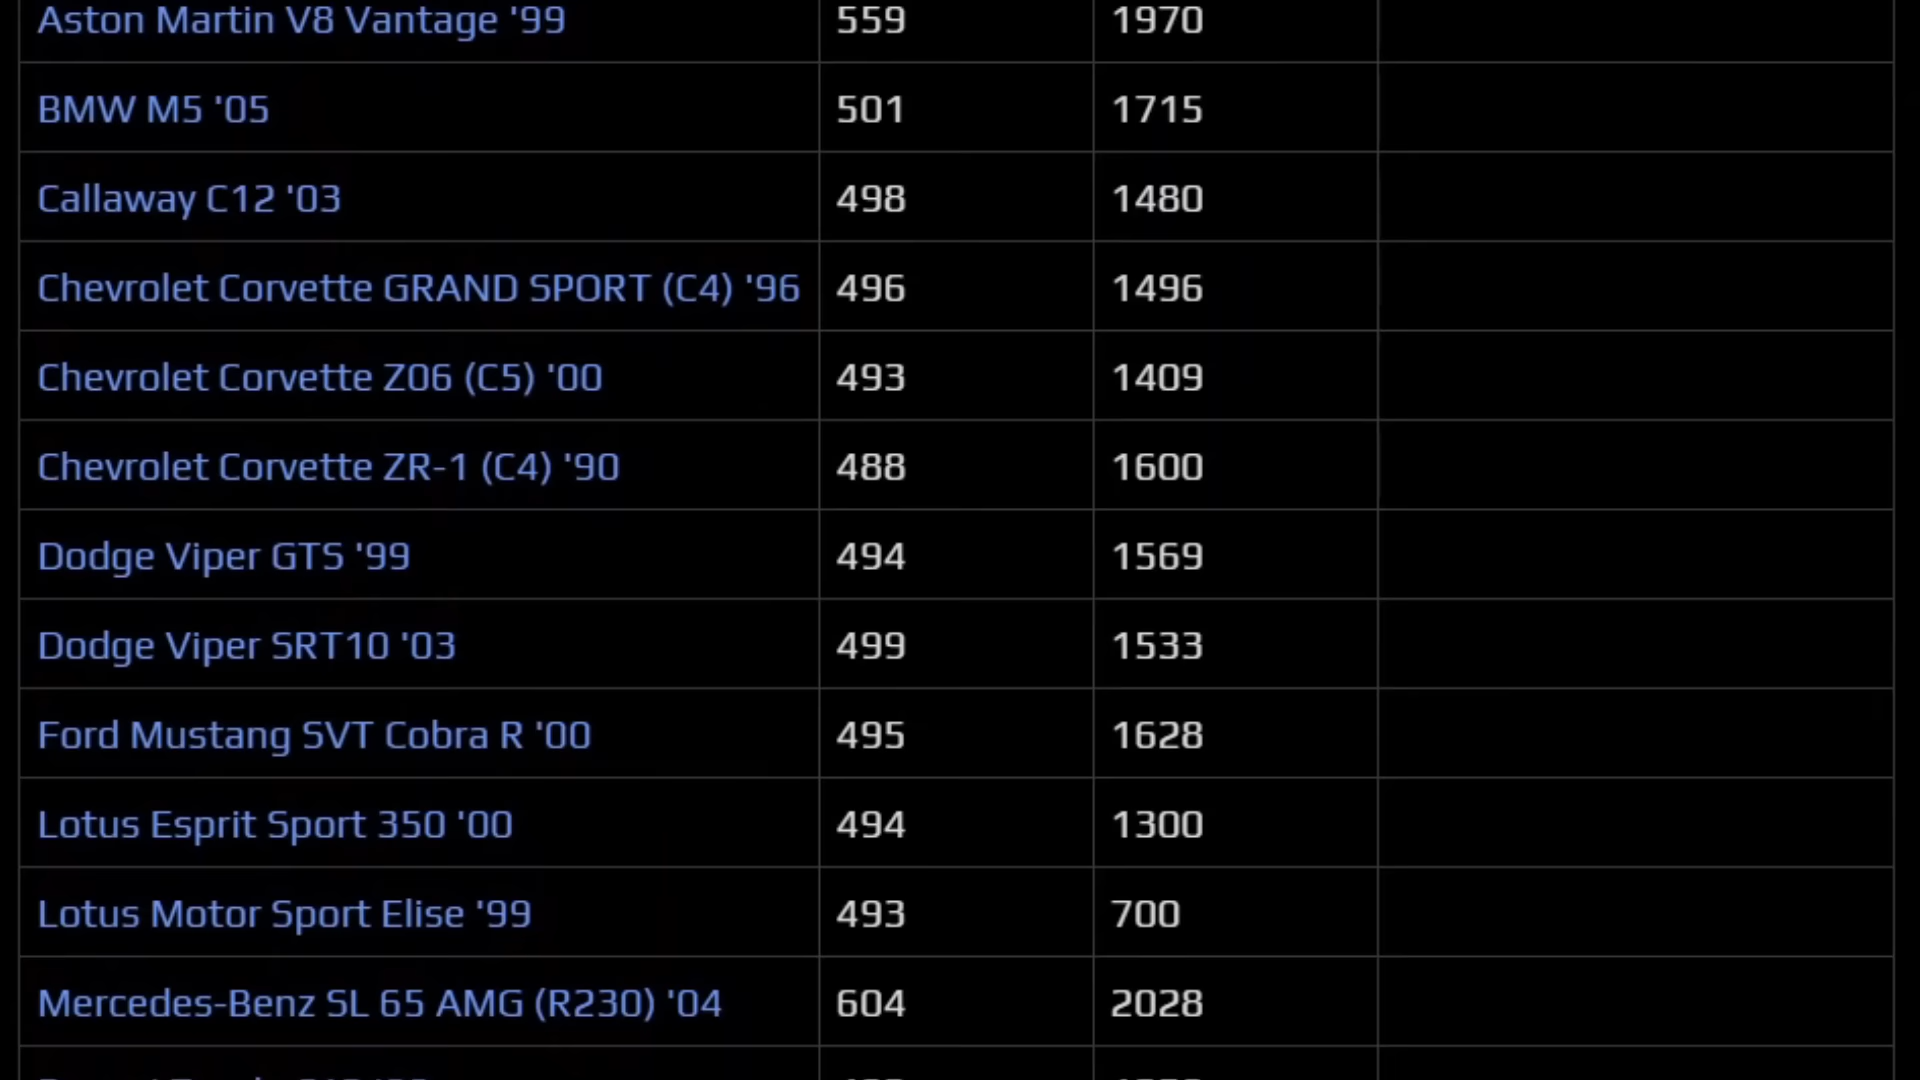 Aston Martin V8 Vantage '99 559 1970
BMW M5 '05 501 1715
Callaway C12 '03 498 1480
Chevrolet Corvette GRAND SPORT (C4) '96 496 1496
Chevrolet Corvette Z06 (C5) '00 493 1409
Chevrolet Corvette ZR-1 (C4) '90 488 1600
Dodge Viper GTS '99 494 1569
Dodge Viper SRT10 '03 499 1533
Ford Mustang SVT Cobra R '00 495 1628
Lotus Esprit Sport 350 '00 494 1300
Lotus Motor Sport Elise '99 493 700
Mercedes-Benz SL 65 AMG (R230) '04 604 2028